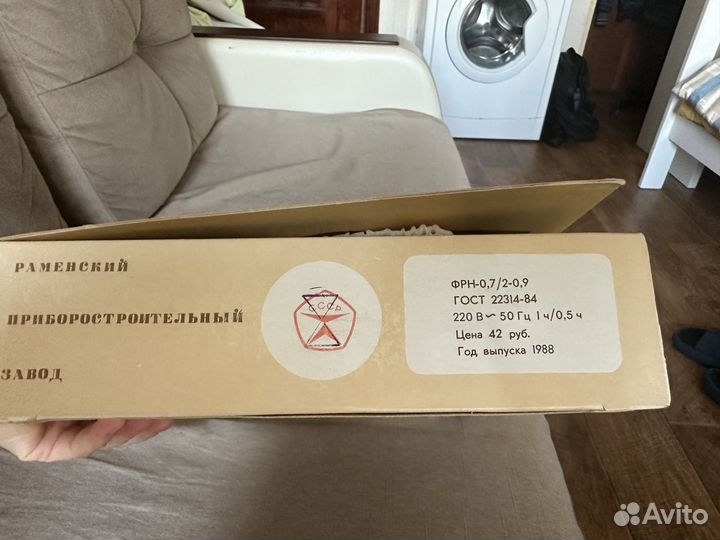 РАМЕНСКИЙ
ПРИБОРОСТРОИТЕЛЬНЫЙ
ЗАВОД
СССР
ФРН-0,7/2-0,9
ГОСТ 22314-84
220 В ~ 50 Гц 1 ч/0,5 ч
Цена 42 руб.
Год выпуска 1988
Avito